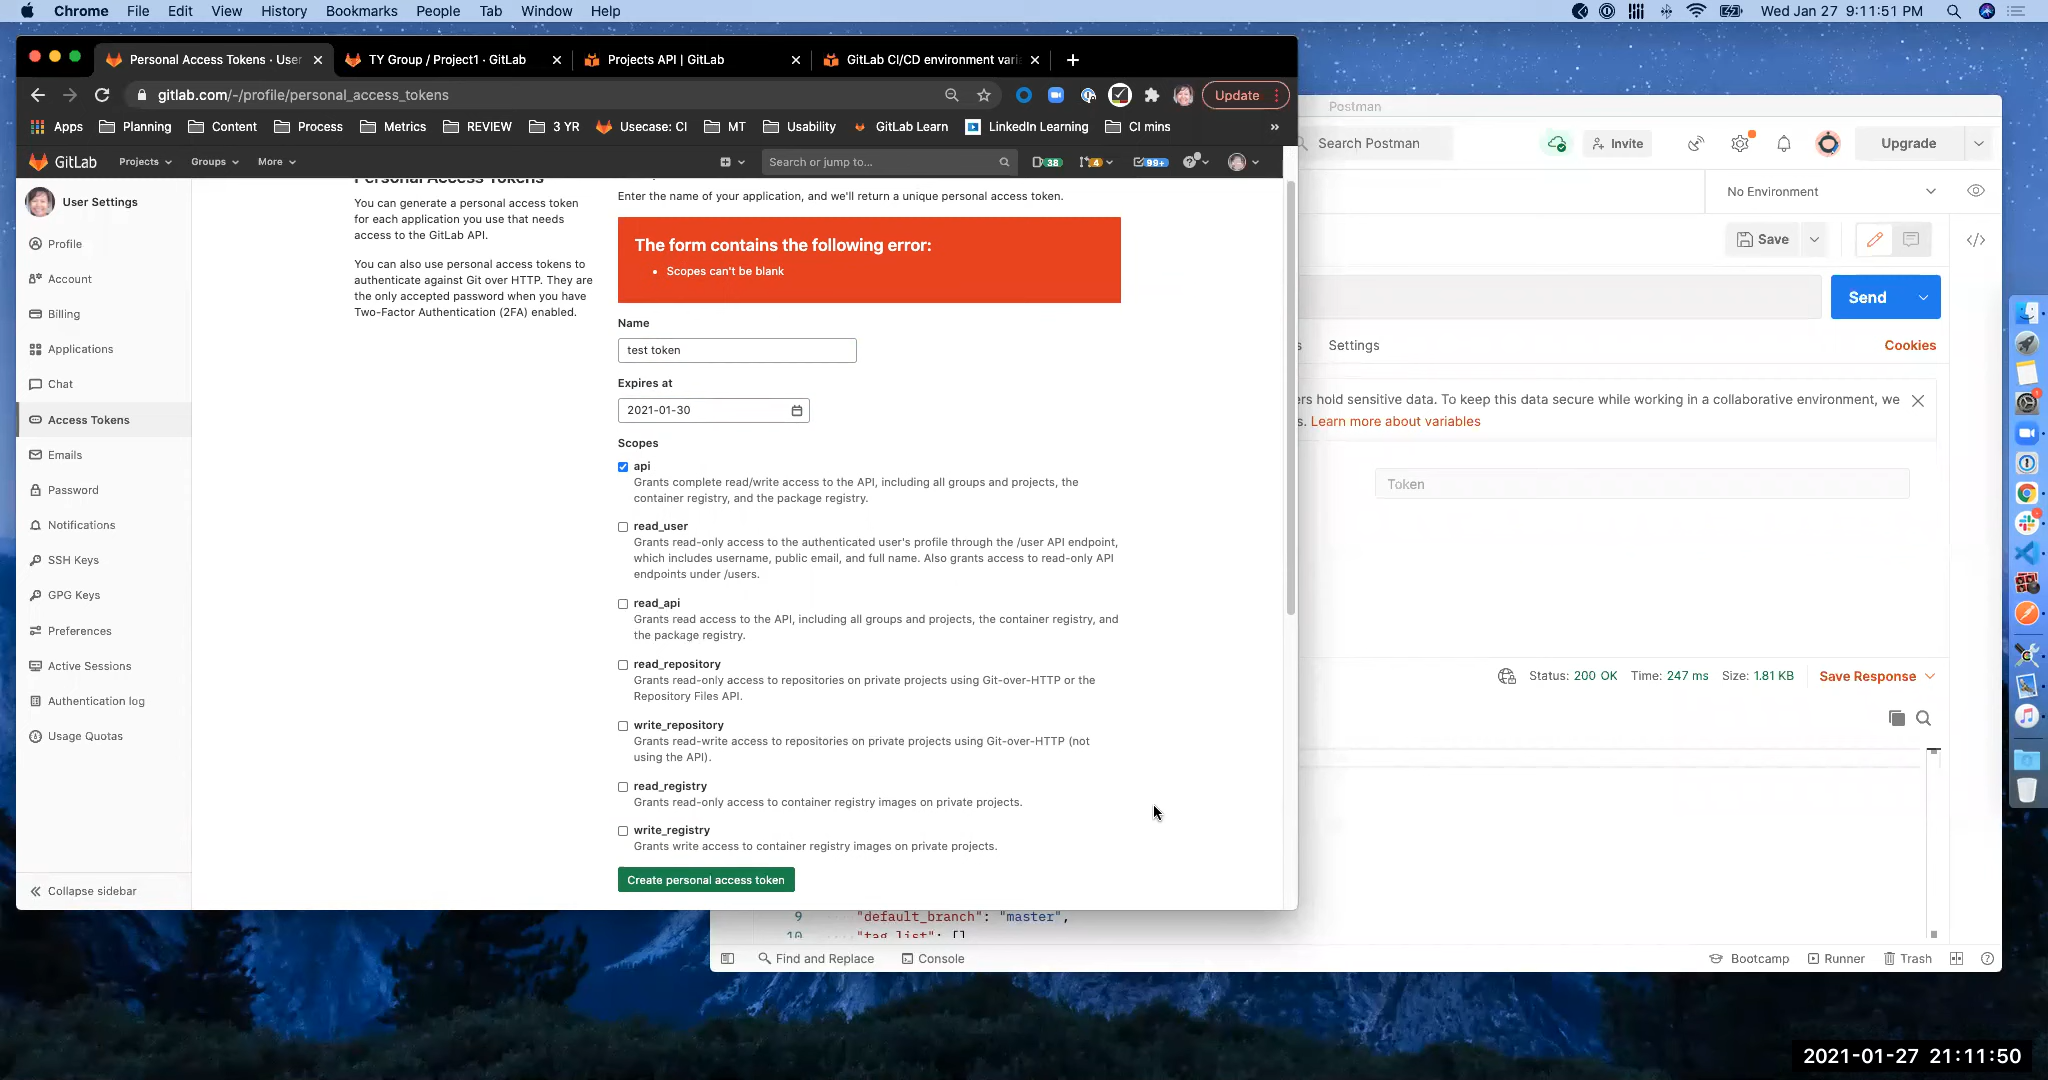 Chrome File Edit View History Bookmarks People Tab Window Help
Wed Jan 27 9:11:51 PM
Personal Access Tokens · User
TY Group / Project1 · GitLab
Projects API | GitLab
GitLab CI/CD environment vari
gitlab.com/-/profile/personal_access_tokens
Update
Apps Planning Content Process Metrics REVIEW 3 YR Usecase: CI MT Usability GitLab Learn LinkedIn Learning CI mins »
GitLab Projects Groups More
Search or jump to...
38 4 99+
User Settings
Profile
Account
Billing
Applications
Chat
Access Tokens
Emails
Password
Notifications
SSH Keys
GPG Keys
Preferences
Active Sessions
Authentication log
Usage Quotas
Collapse sidebar
Personal Access Tokens
You can generate a personal access token
for each application you use that needs
access to the GitLab API.
You can also use personal access tokens to
authenticate against Git over HTTP. They are
the only accepted password when you have
Two-Factor Authentication (2FA) enabled.
Enter the name of your application, and we'll return a unique personal access token.
The form contains the following error:
• Scopes can't be blank
Name
test token
Expires at
2021-01-30
Scopes
api
Grants complete read/write access to the API, including all groups and projects, the
container registry, and the package registry.
read_user
Grants read-only access to the authenticated user's profile through the /user API endpoint,
which includes username, public email, and full name. Also grants access to read-only API
endpoints under /users.
read_api
Grants read access to the API, including all groups and projects, the container registry, and
the package registry.
read_repository
Grants read-only access to repositories on private projects using Git-over-HTTP or the
Repository Files API.
write_repository
Grants read-write access to repositories on private projects using Git-over-HTTP (not
using the API).
read_registry
Grants read-only access to container registry images on private projects.
write_registry
Grants write access to container registry images on private projects.
Create personal access token
Postman
Search Postman
Invite
Upgrade
No Environment
Save
Send
s Settings
Cookies
ers hold sensitive data. To keep this data secure while working in a collaborative environment, we
s. Learn more about variables
Token
Status: 200 OK Time: 247 ms Size: 1.81 KB Save Response
9 "default_branch": "master",
10 "tag_list": [],
Find and Replace Console
Bootcamp Runner Trash
2021-01-27 21:11:50